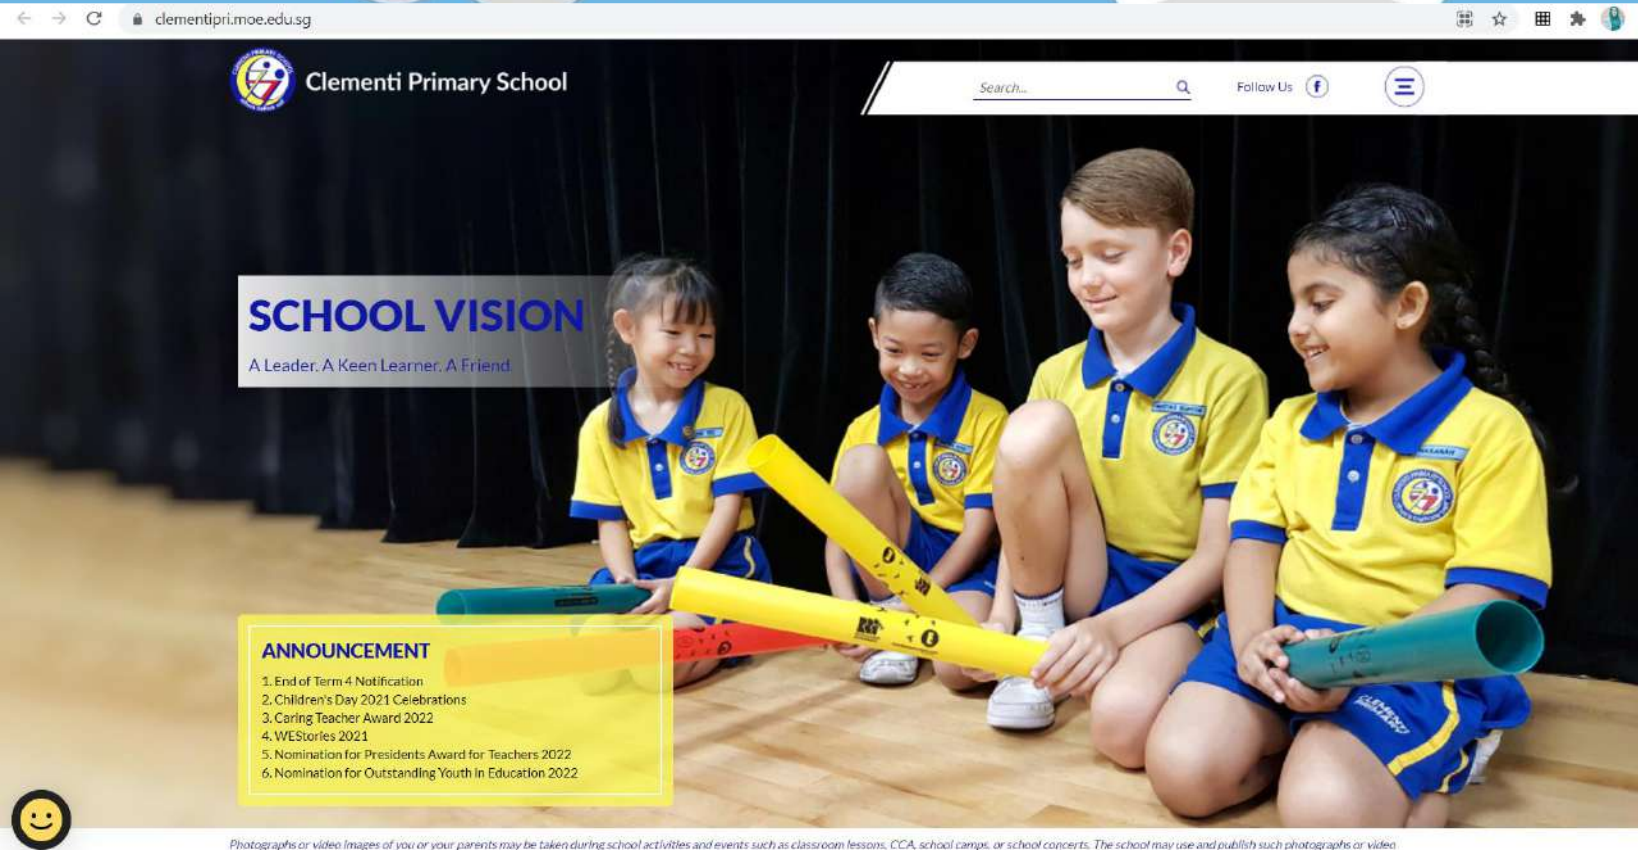 clementipri.moe.edu.sg
Clementi Primary School
Search...
Follow Us
SCHOOL VISION
A Leader. A Keen Learner. A Friend.
ANNOUNCEMENT
1. End of Term 4 Notification
2. Children's Day 2021 Celebrations
3. Caring Teacher Award 2022
4. WEStories 2021
5. Nomination for Presidents Award for Teachers 2022
6. Nomination for Outstanding Youth in Education 2022
CLEMENTI
PRIMARY
Photographs or video images of you or your parents may be taken during school activities and events such as classroom lessons, CCA, school camps, or school concerts. The school may use and publish such photographs or video